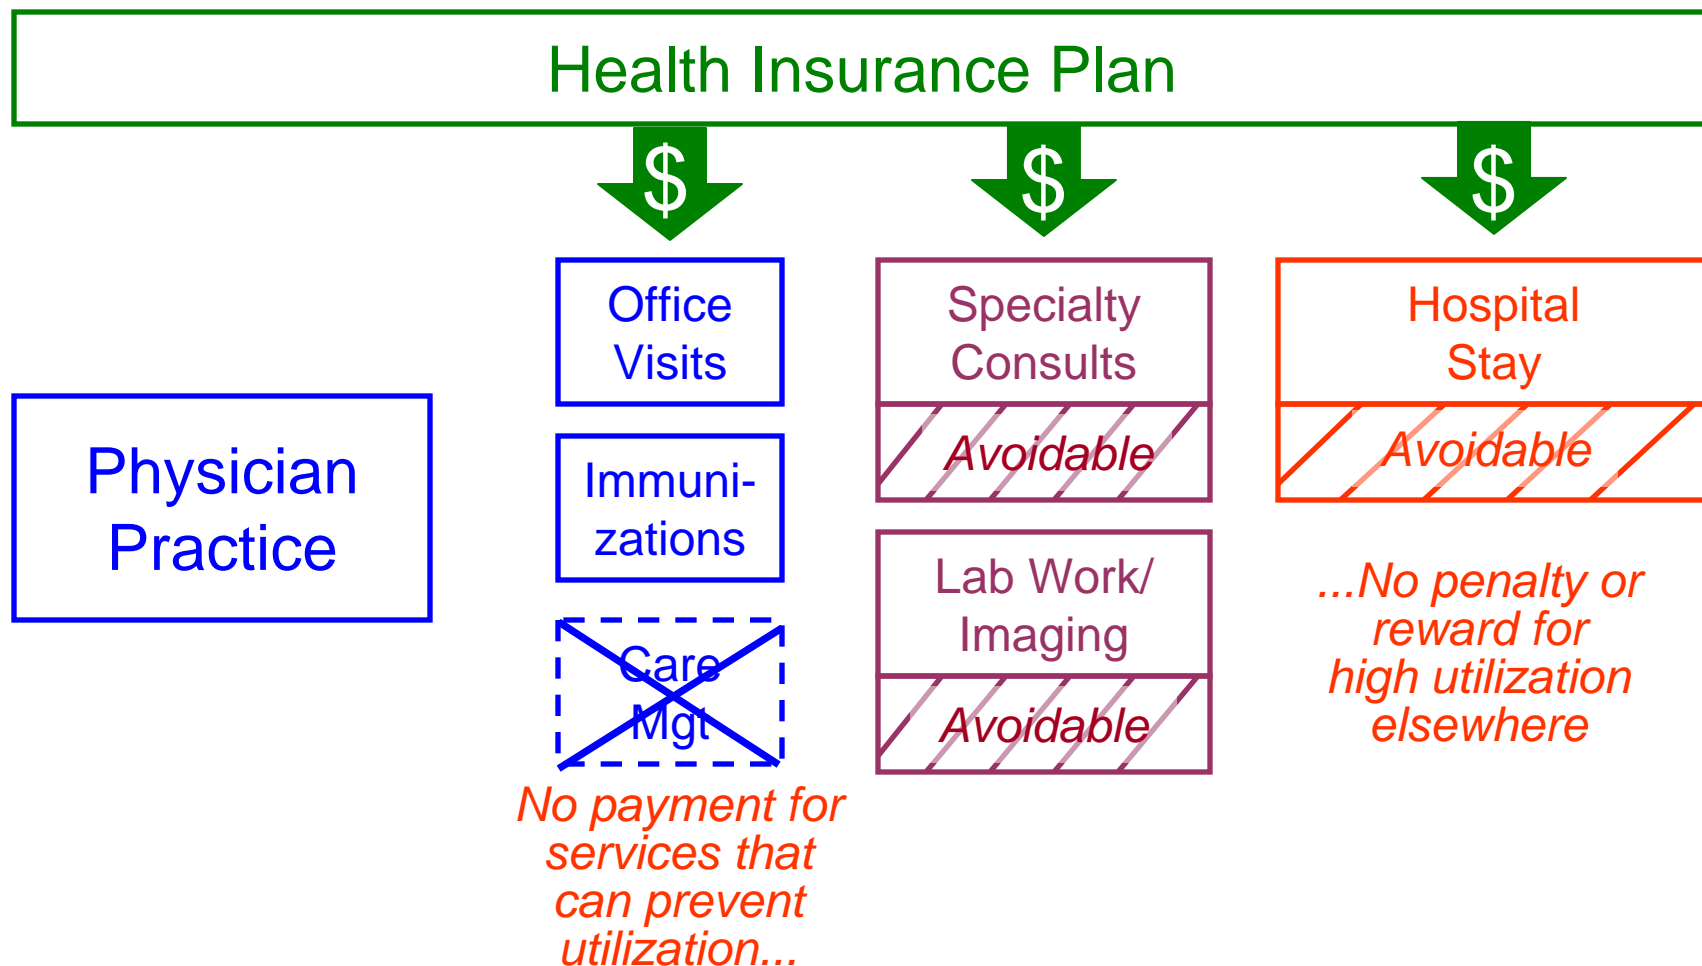 Health Insurance Plan
$
$
$
Physician
Practice
Office
Visits
Immuni-
zations
Care
Mgt
No payment for
services that
can prevent
utilization...
Specialty
Consults
Avoidable
Lab Work/
Imaging
Avoidable
Hospital
Stay
Avoidable
...No penalty or
reward for
high utilization
elsewhere